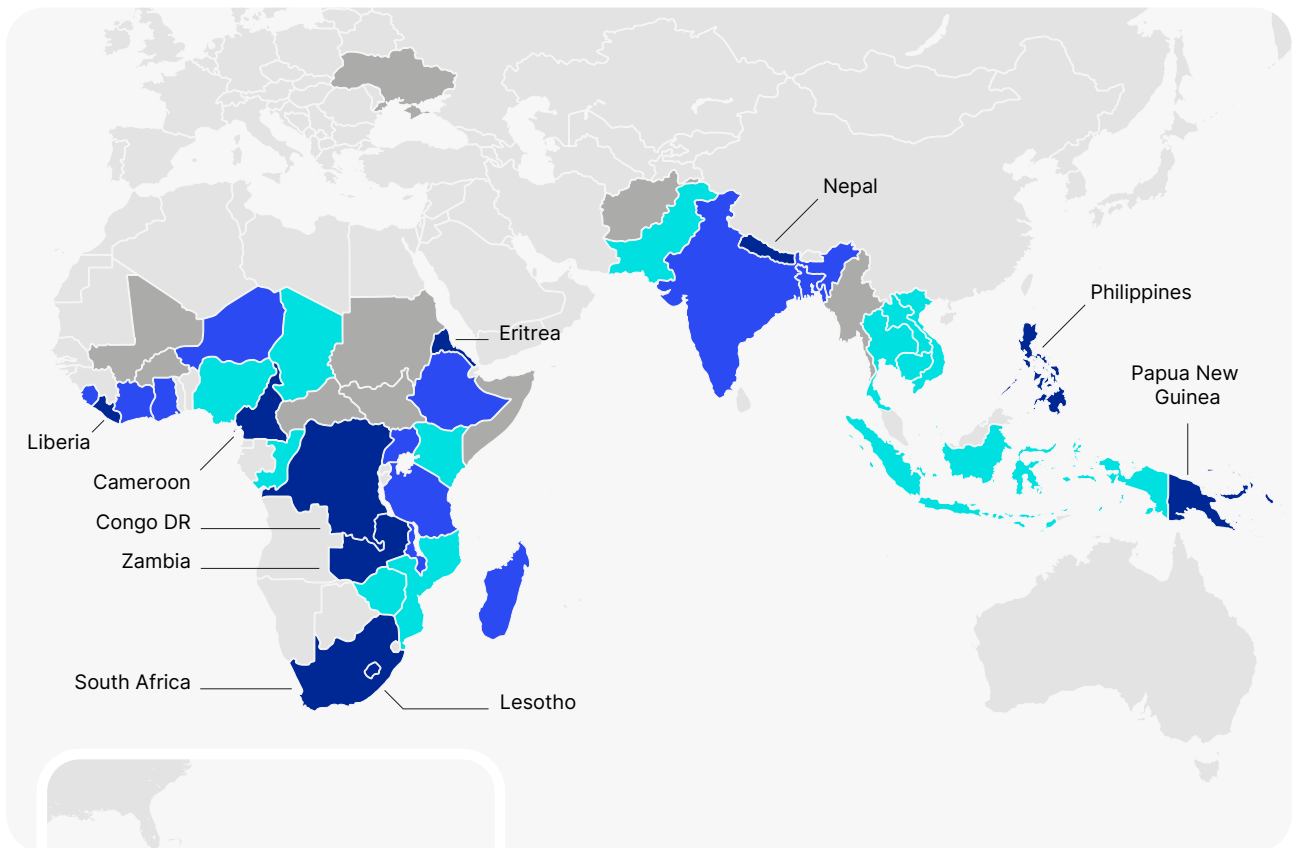 Nepal
Philippines
Eritrea
Papua New
Guinea
Liberia
Cameroon
Congo DR
Zambia
South Africa
Lesotho